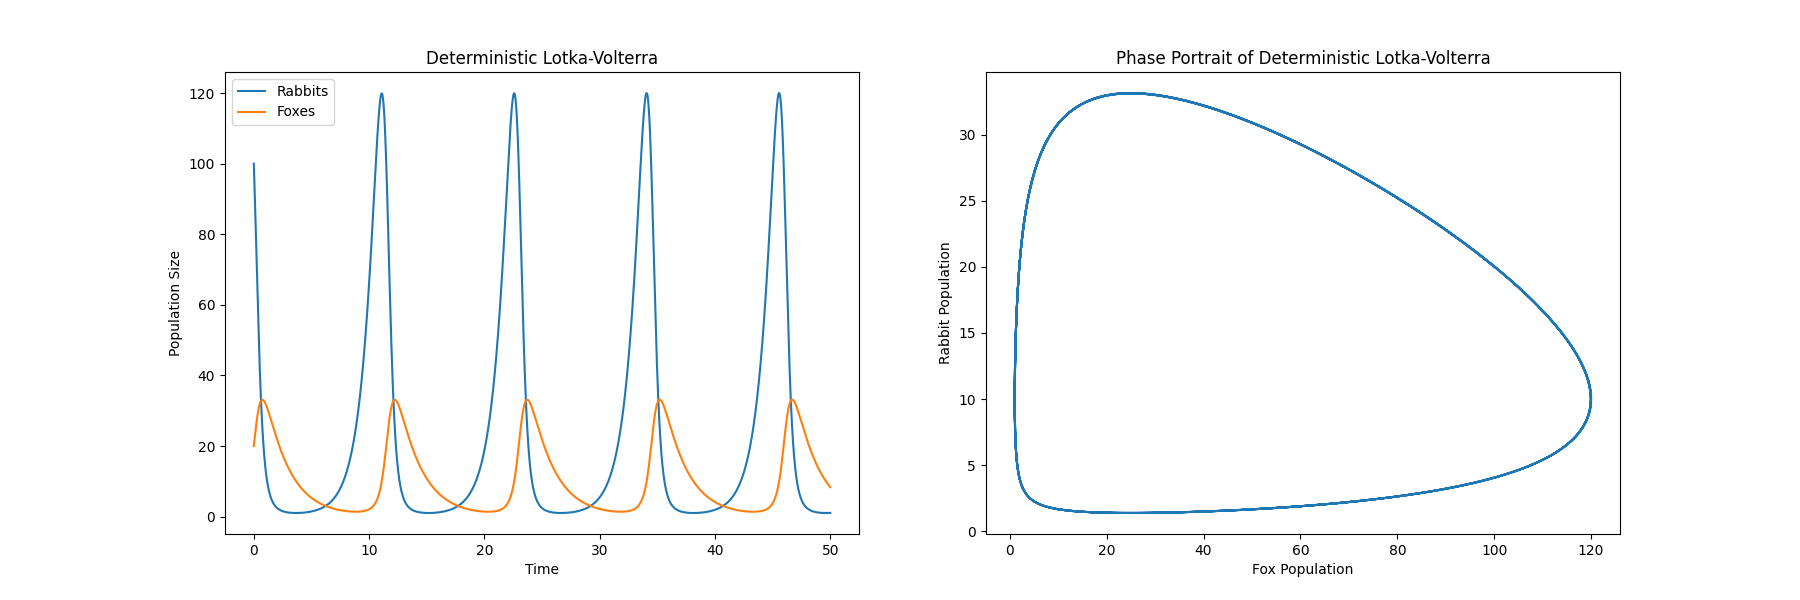 Deterministic Lotka-Volterra
Rabbits
Foxes
120
100
80
60
40
20
0
Population Size
0 10 20 30 40 50
Time
Phase Portrait of Deterministic Lotka-Volterra
30
25
20
15
10
5
0
Rabbit Population
0 20 40 60 80 100 120
Fox Population